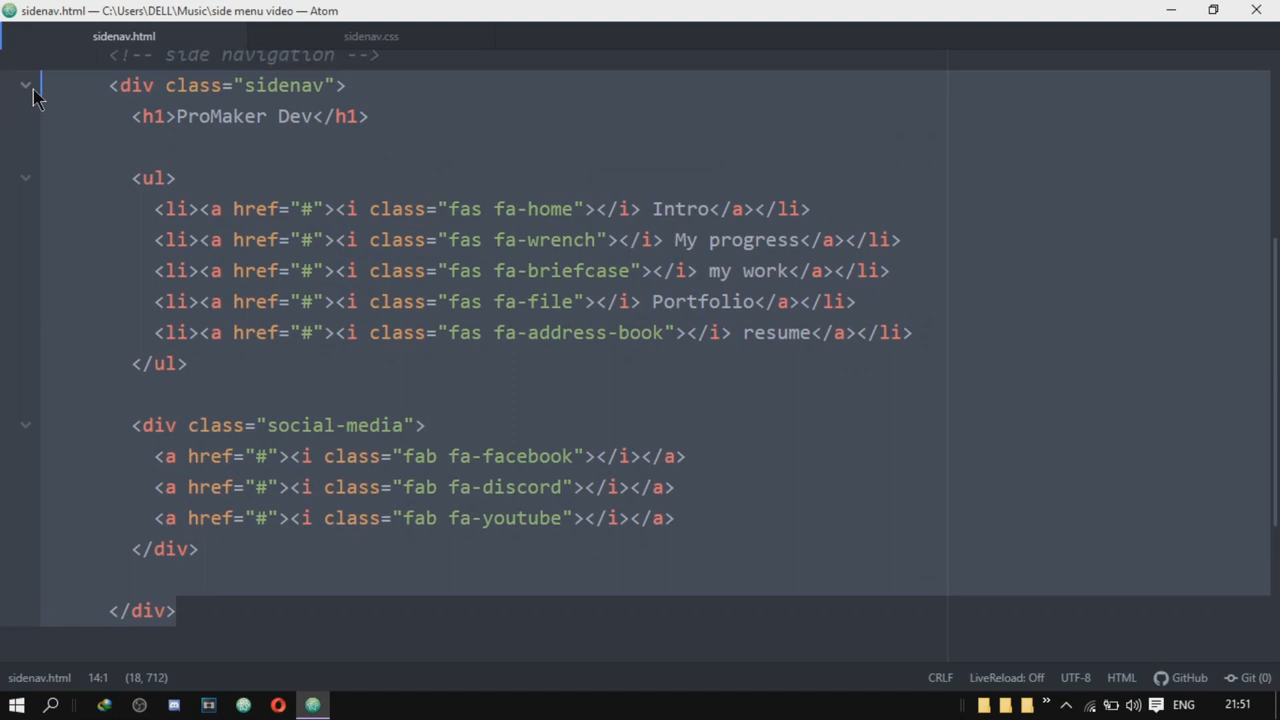 sidenav.html — C:\Users\DELL\Music\side menu video — Atom
sidenav.html
sidenav.css
<!-- side navigation -->
<div class="sidenav">
<h1>ProMaker Dev</h1>
<ul>
<li><a href="#"><i class="fas fa-home"></i> Intro</a></li>
<li><a href="#"><i class="fas fa-wrench"></i> My progress</a></li>
<li><a href="#"><i class="fas fa-briefcase"></i> my work</a></li>
<li><a href="#"><i class="fas fa-file"></i> Portfolio</a></li>
<li><a href="#"><i class="fas fa-address-book"></i> resume</a></li>
</ul>
<div class="social-media">
<a href="#"><i class="fab fa-facebook"></i></a>
<a href="#"><i class="fab fa-discord"></i></a>
<a href="#"><i class="fab fa-youtube"></i></a>
</div>
</div>
sidenav.html 14:1 (18, 712) CRLF LiveReload: Off UTF-8 HTML GitHub Git (0)
ENG 21:51